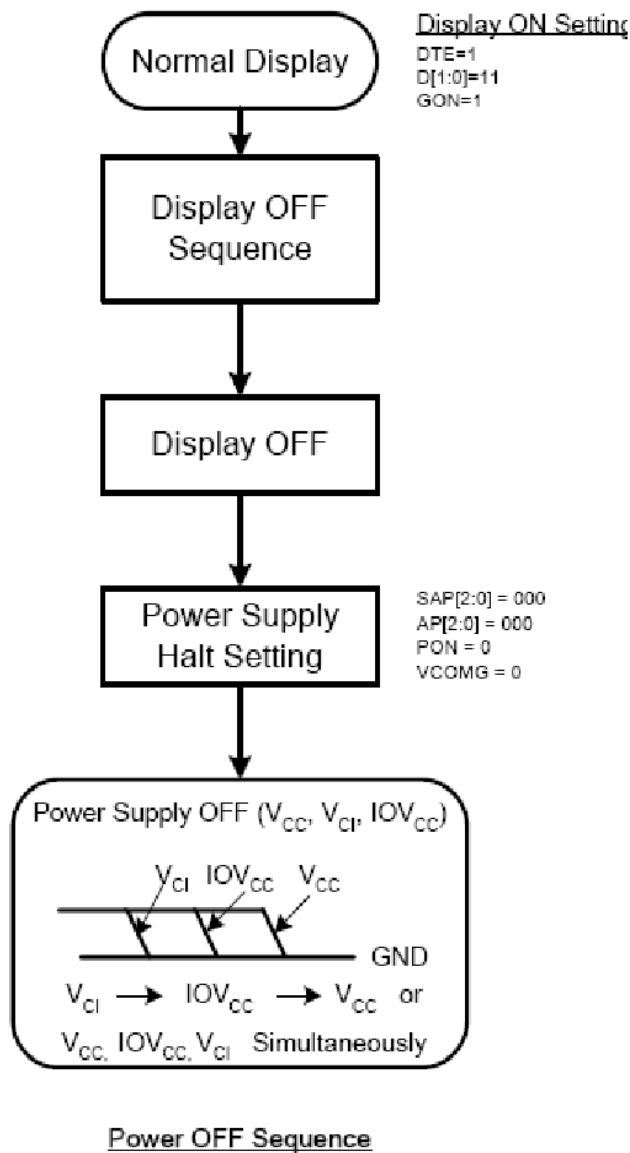 Normal Display
Display ON Setting
DTE=1
D[1:0]=11
GON=1
Display OFF
Sequence
Display OFF
Power Supply
Halt Setting
SAP[2:0] = 000
AP[2:0] = 000
PON = 0
VCOMG = 0
Power Supply OFF (VCC, VCI, IOVCC)
VCI IOVCC VCC
GND
VCI → IOVCC → VCC or
VCC, IOVCC, VCI Simultaneously
Power OFF Sequence